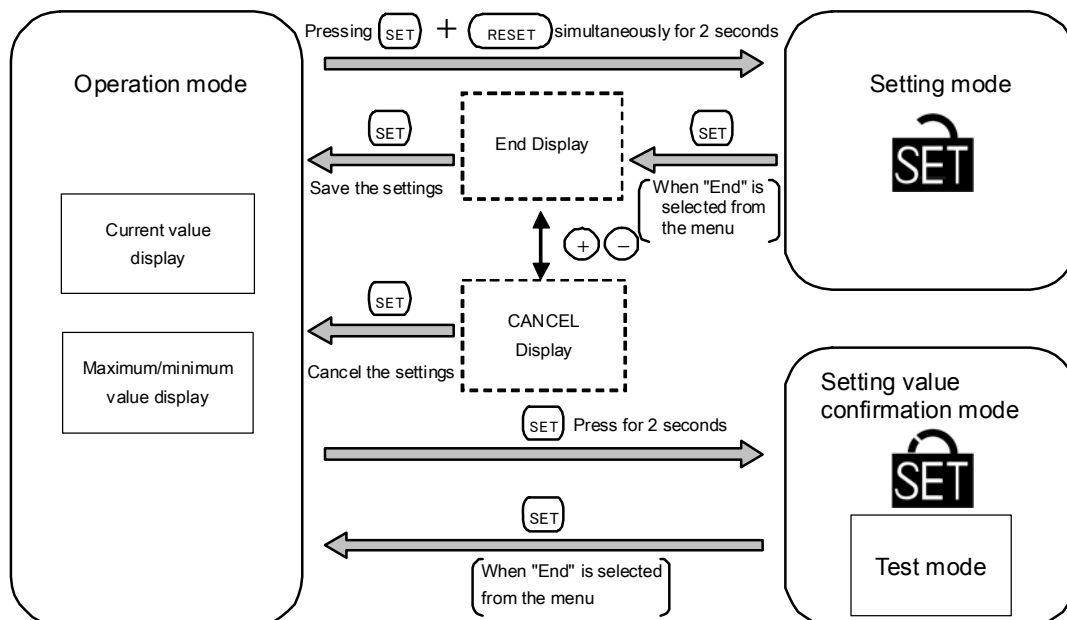 Pressing SET + RESET simultaneously for 2 seconds
Operation mode
Setting mode
SET
End Display
SET
SET
Save the settings
When "End" is
selected from
the menu
Current value
display
+ −
SET
CANCEL
Display
Cancel the settings
Maximum/minimum
value display
Setting value
confirmation mode
SET Press for 2 seconds
SET
SET
Test mode
When "End" is selected
from the menu